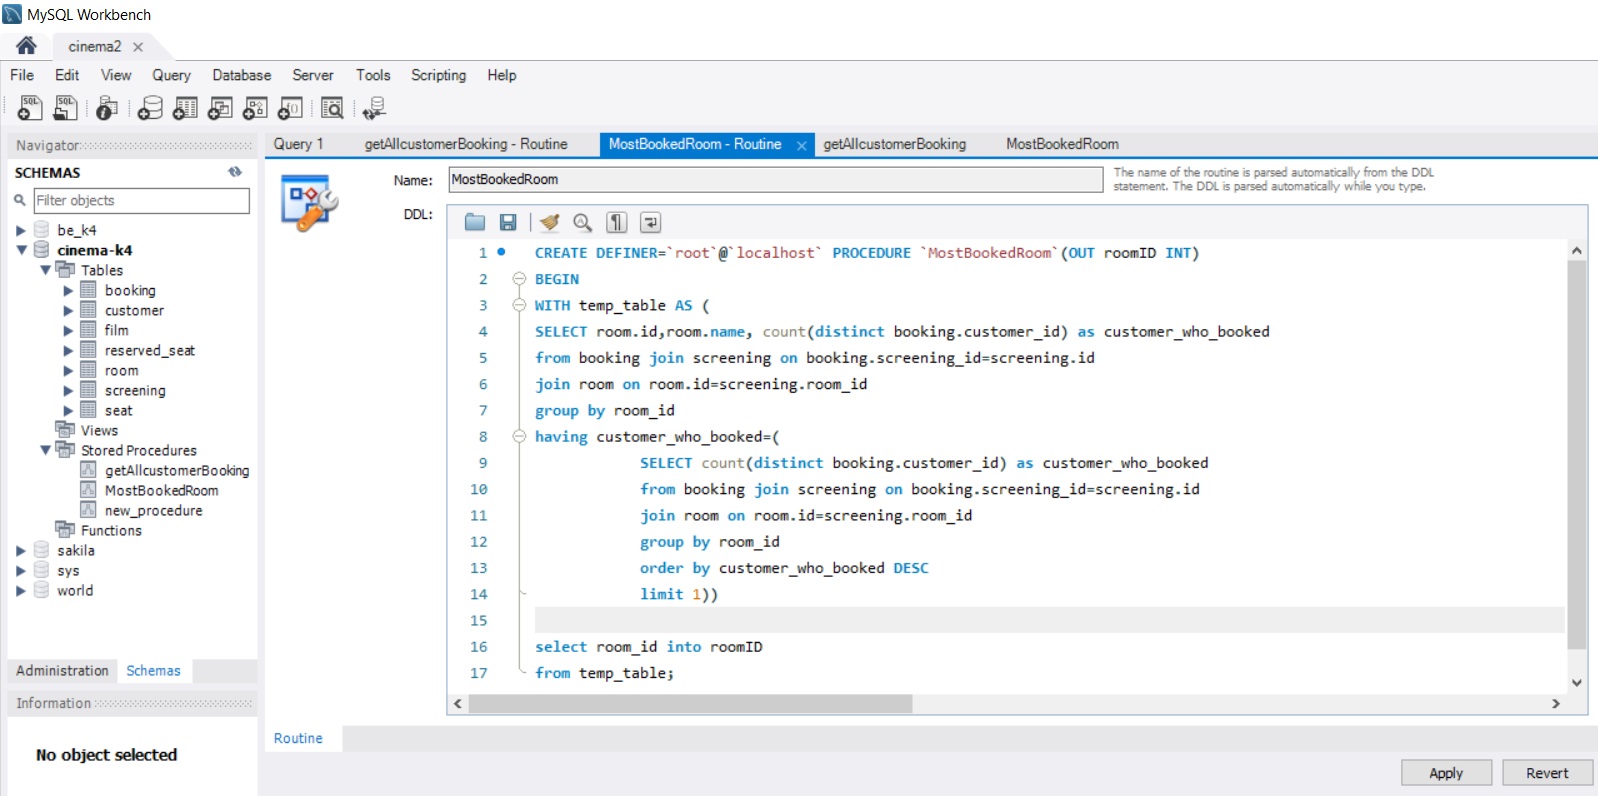 MySQL Workbench
cinema2
File Edit View Query Database Server Tools Scripting Help
SQL SQL
Navigator
SCHEMAS
Filter objects
be_k4
cinema-k4
Tables
booking
customer
film
reserved_seat
room
screening
seat
Views
Stored Procedures
getAllcustomerBooking
MostBookedRoom
new_procedure
Functions
sakila
sys
world
Administration Schemas
Information
No object selected
Query 1 getAllcustomerBooking - Routine MostBookedRoom - Routine getAllcustomerBooking MostBookedRoom
Name: MostBookedRoom
The name of the routine is parsed automatically from the DDL
statement. The DDL is parsed automatically while you type.
DDL:
1 CREATE DEFINER=`root`@`localhost` PROCEDURE `MostBookedRoom`(OUT roomID INT)
2 BEGIN
3 WITH temp_table AS (
4 SELECT room.id,room.name, count(distinct booking.customer_id) as customer_who_booked
5 from booking join screening on booking.screening_id=screening.id
6 join room on room.id=screening.room_id
7 group by room_id
8 having customer_who_booked=(
9 SELECT count(distinct booking.customer_id) as customer_who_booked
10 from booking join screening on booking.screening_id=screening.id
11 join room on room.id=screening.room_id
12 group by room_id
13 order by customer_who_booked DESC
14 limit 1))
15
16 select room_id into roomID
17 from temp_table;
Routine
Apply Revert